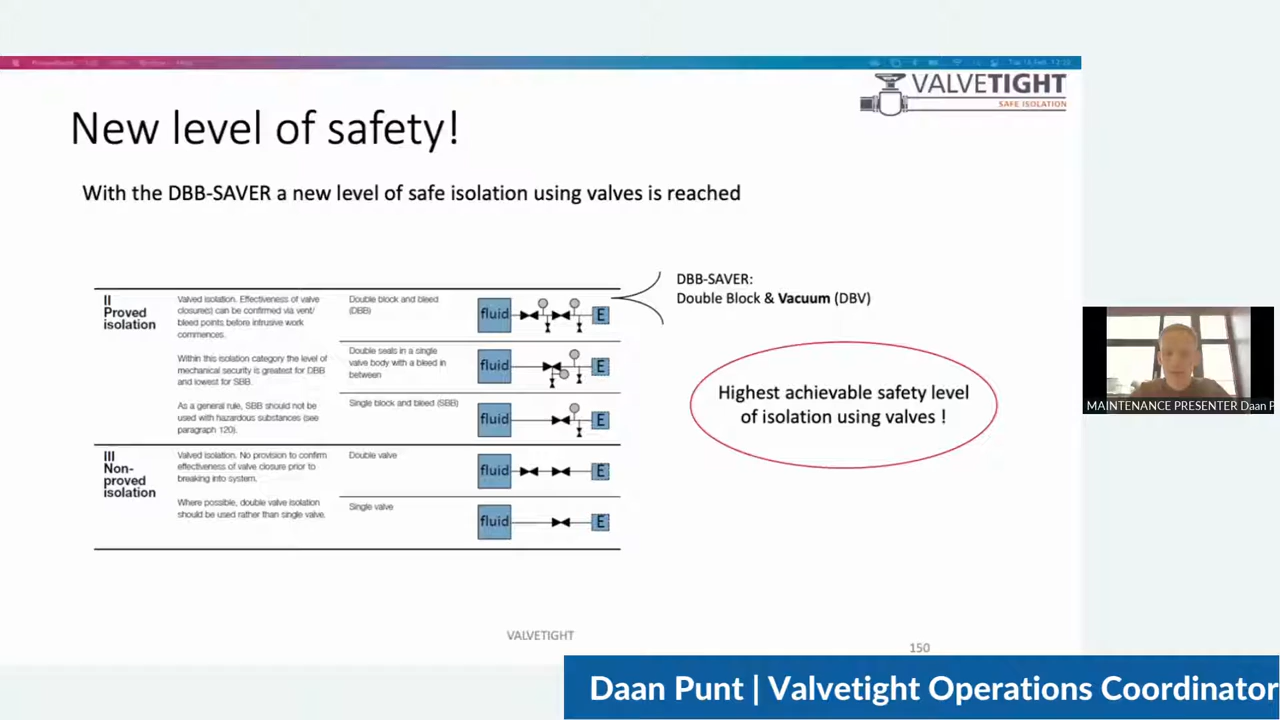 VALVETIGHT
SAFE ISOLATION
New level of safety!
With the DBB-SAVER a new level of safe isolation using valves is reached
II
Proved
isolation
Valved isolation. Effectiveness of valve
closure(s) can be confirmed via vent/
bleed points before intrusive work
commences.
Within this isolation category the level of
mechanical security is greatest for DBB
and lowest for SBB.
As a general rule, SBB should not be
used with hazardous substances (see
paragraph 120).
Double block and bleed
(DBB)
fluid
E
Double seals in a single
valve body with a bleed in
between
fluid
E
Single block and bleed (SBB)
fluid
E
III
Non-
proved
isolation
Valved isolation. No provision to confirm
effectiveness of valve closure prior to
breaking into system.
Where possible, double valve isolation
should be used rather than single valve.
Double valve
fluid
E
Single valve
fluid
E
DBB-SAVER:
Double Block & Vacuum (DBV)
Highest achievable safety level
of isolation using valves !
MAINTENANCE PRESENTER Daan P
VALVETIGHT
150
Daan Punt | Valvetight Operations Coordinator